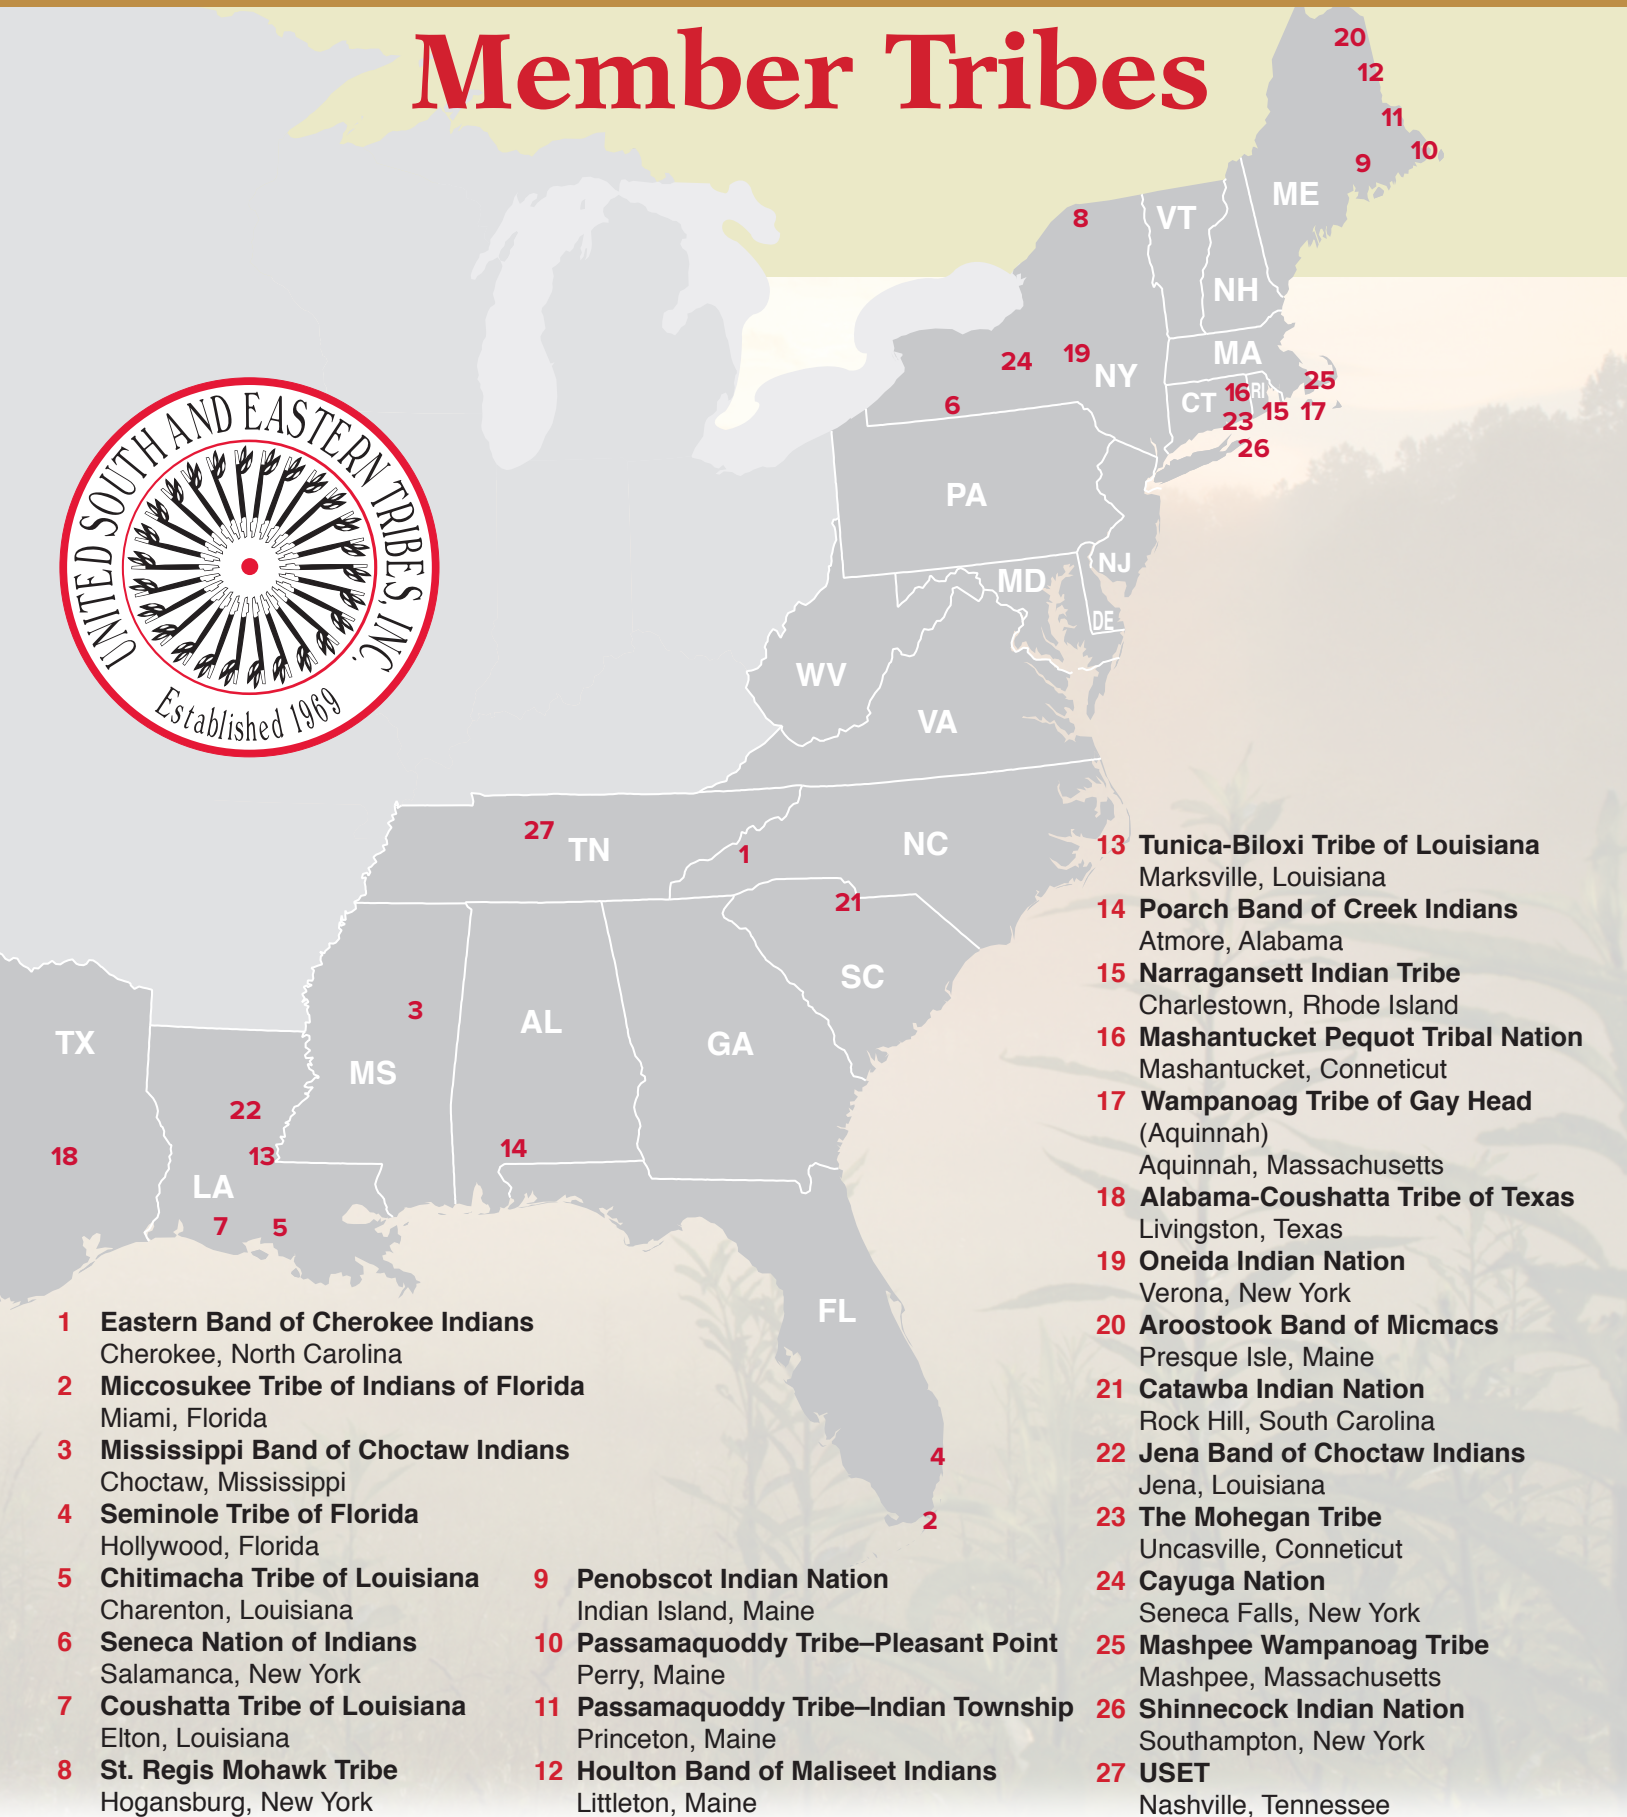 Member Tribes
20
12
11
10
9
ME
8
VT
NH
24
19
NY
MA
6
CT
16
RI
25
23
15
17
26
UNITED SOUTH AND EASTERN TRIBES, INC.
Established 1969
PA
NJ
MD
DE
WV
VA
27
TN
1
NC
21
SC
3
AL
GA
TX
MS
22
18
13
14
LA
7
5
FL
4
2
1 Eastern Band of Cherokee Indians
Cherokee, North Carolina
2 Miccosukee Tribe of Indians of Florida
Miami, Florida
3 Mississippi Band of Choctaw Indians
Choctaw, Mississippi
4 Seminole Tribe of Florida
Hollywood, Florida
5 Chitimacha Tribe of Louisiana
Charenton, Louisiana
6 Seneca Nation of Indians
Salamanca, New York
7 Coushatta Tribe of Louisiana
Elton, Louisiana
8 St. Regis Mohawk Tribe
Hogansburg, New York
9 Penobscot Indian Nation
Indian Island, Maine
10 Passamaquoddy Tribe–Pleasant Point
Perry, Maine
11 Passamaquoddy Tribe–Indian Township
Princeton, Maine
12 Houlton Band of Maliseet Indians
Littleton, Maine
13 Tunica-Biloxi Tribe of Louisiana
Marksville, Louisiana
14 Poarch Band of Creek Indians
Atmore, Alabama
15 Narragansett Indian Tribe
Charlestown, Rhode Island
16 Mashantucket Pequot Tribal Nation
Mashantucket, Conneticut
17 Wampanoag Tribe of Gay Head
(Aquinnah)
Aquinnah, Massachusetts
18 Alabama-Coushatta Tribe of Texas
Livingston, Texas
19 Oneida Indian Nation
Verona, New York
20 Aroostook Band of Micmacs
Presque Isle, Maine
21 Catawba Indian Nation
Rock Hill, South Carolina
22 Jena Band of Choctaw Indians
Jena, Louisiana
23 The Mohegan Tribe
Uncasville, Conneticut
24 Cayuga Nation
Seneca Falls, New York
25 Mashpee Wampanoag Tribe
Mashpee, Massachusetts
26 Shinnecock Indian Nation
Southampton, New York
27 USET
Nashville, Tennessee